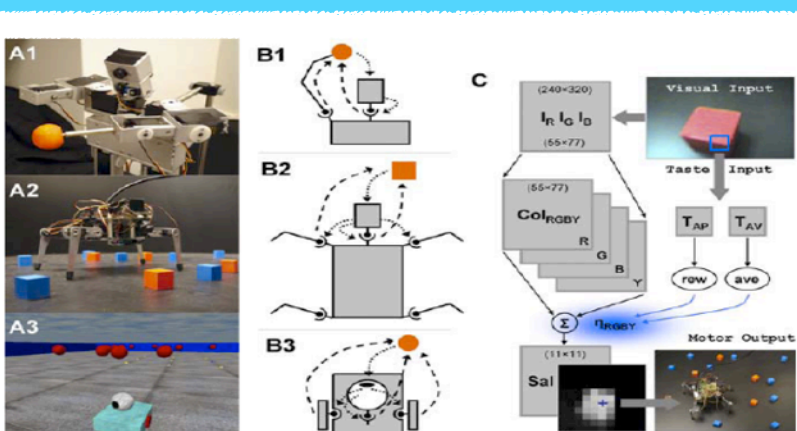 A1
A2
A3
B1
B2
B3
C
(240×320)
I_R I_G I_B
(55×77)
Visual Input
Taste Input
(55×77)
Col_RGBY
R
G
B
Y
T_AP
T_AV
rew
ave
Σ
η_RGBY
(11×11)
Sal
Motor Output